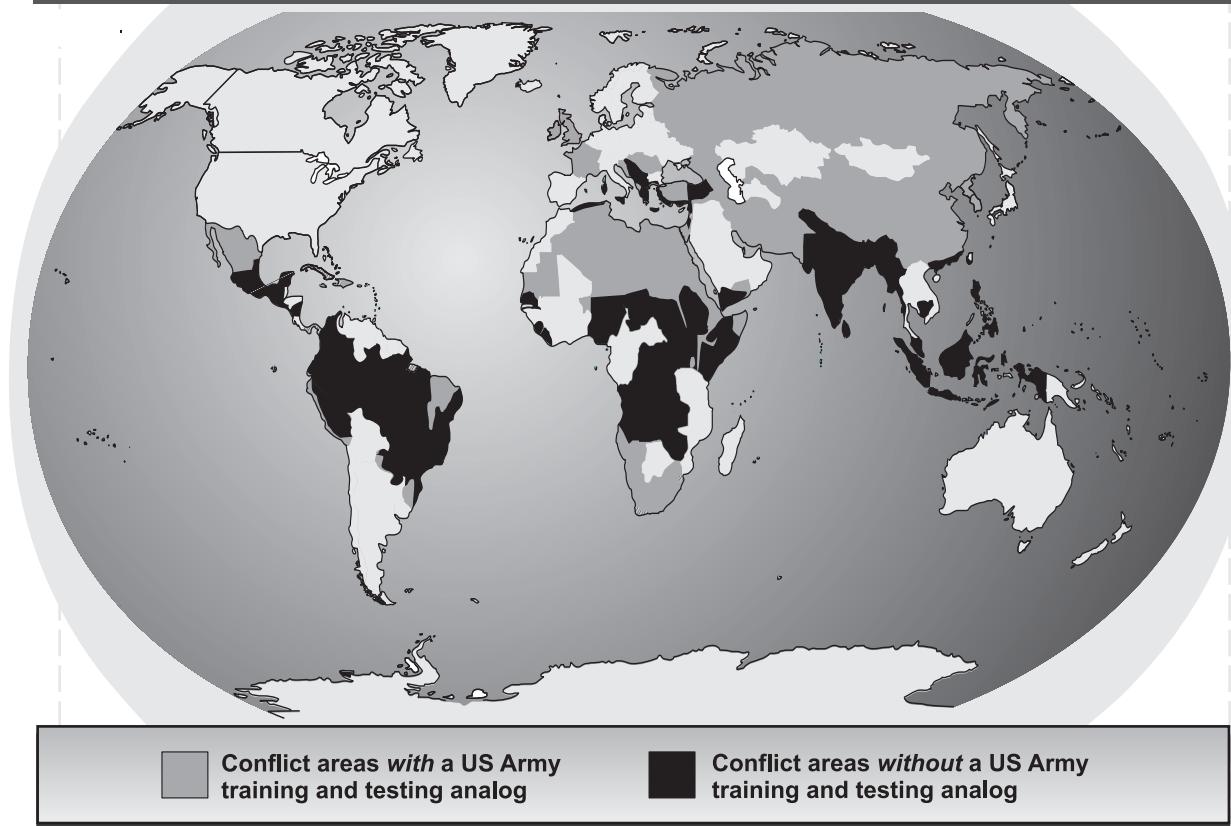 Conflict areas with a US Army
training and testing analog
Conflict areas without a US Army
training and testing analog